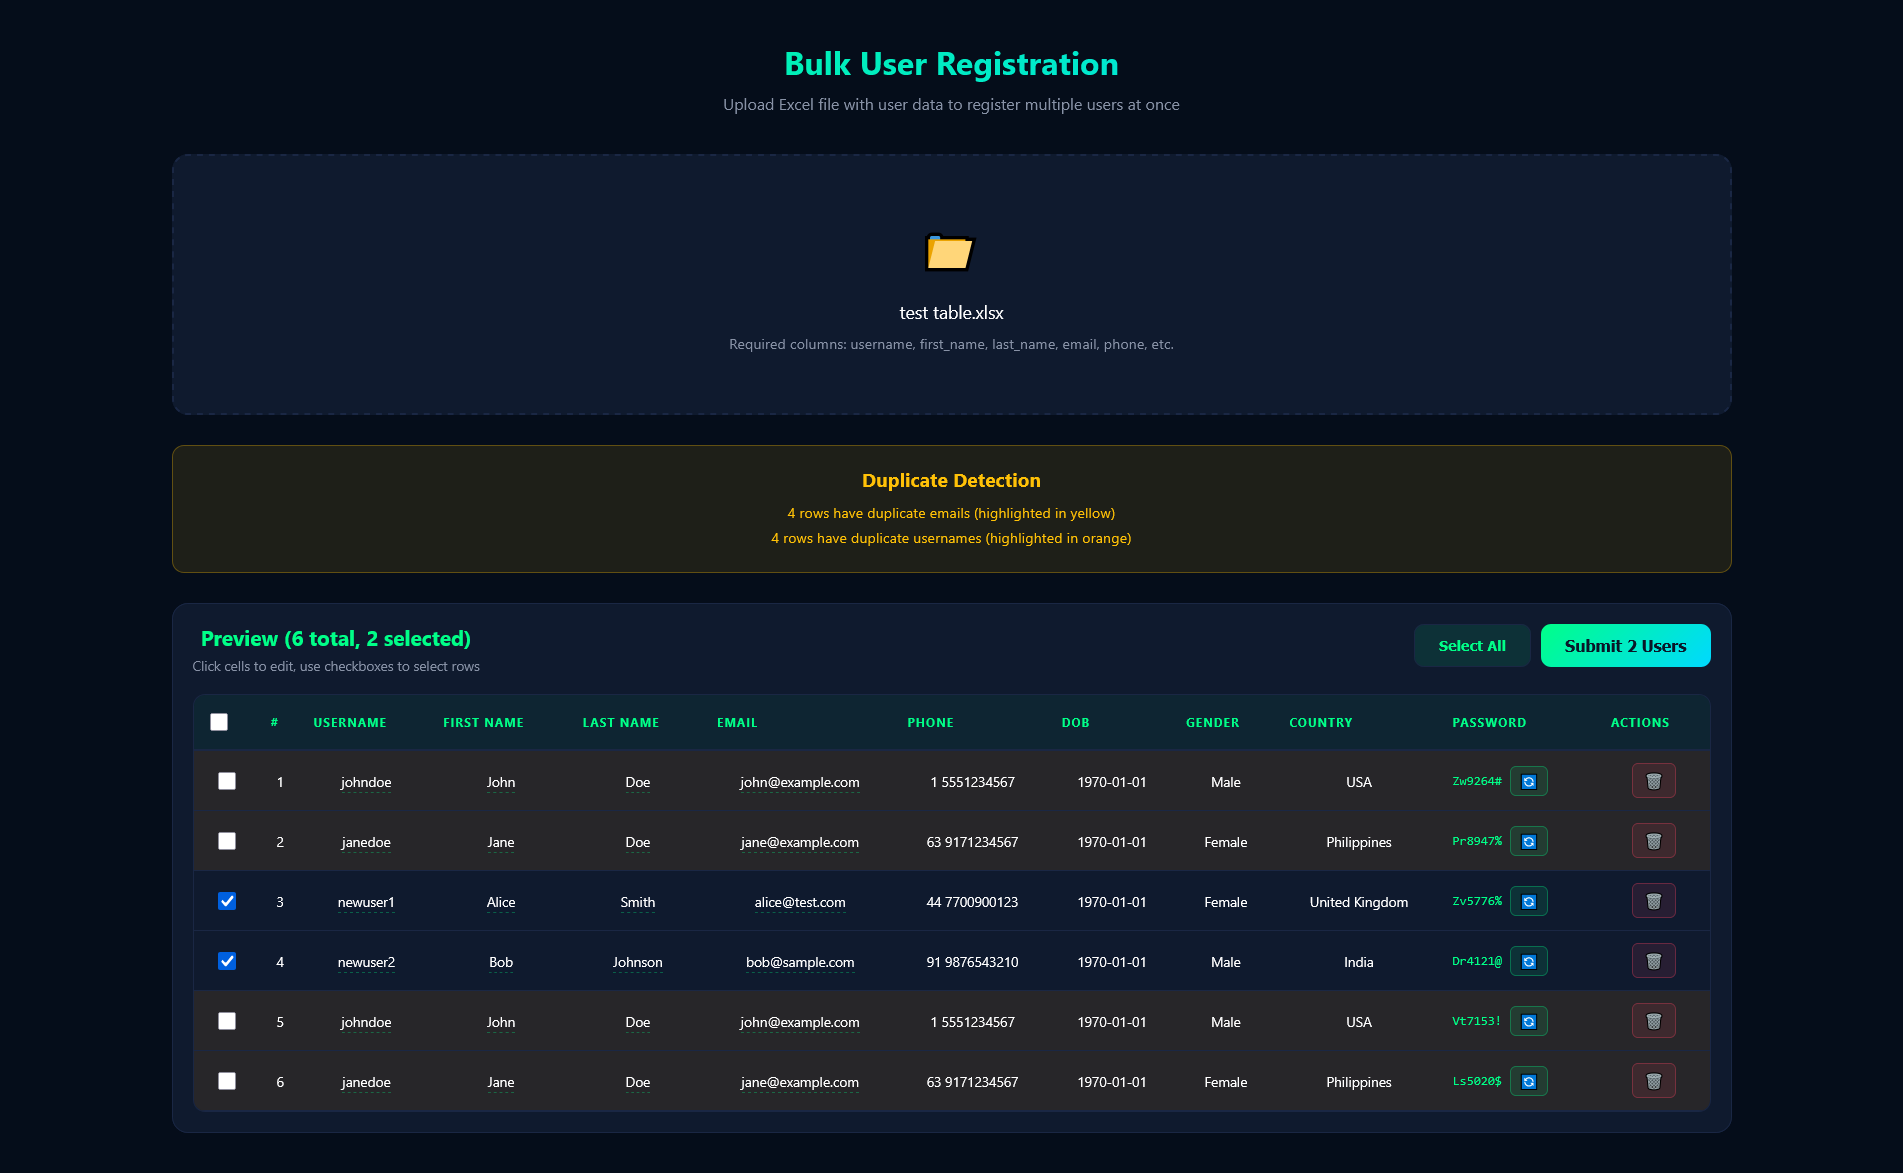 Bulk User Registration
Upload Excel file with user data to register multiple users at once
test table.xlsx
Required columns: username, first_name, last_name, email, phone, etc.
Duplicate Detection
4 rows have duplicate emails (highlighted in yellow)
4 rows have duplicate usernames (highlighted in orange)
Preview (6 total, 2 selected)
Click cells to edit, use checkboxes to select rows
Select All
Submit 2 Users
# USERNAME FIRST NAME LAST NAME EMAIL PHONE DOB GENDER COUNTRY PASSWORD ACTIONS
1 johndoe John Doe john@example.com 1 5551234567 1970-01-01 Male USA Zw9264#
2 janedoe Jane Doe jane@example.com 63 9171234567 1970-01-01 Female Philippines Pr8947%
3 newuser1 Alice Smith alice@test.com 44 7700900123 1970-01-01 Female United Kingdom Zv5776%
4 newuser2 Bob Johnson bob@sample.com 91 9876543210 1970-01-01 Male India Dr4121@
5 johndoe John Doe john@example.com 1 5551234567 1970-01-01 Male USA Vt7153!
6 janedoe Jane Doe jane@example.com 63 9171234567 1970-01-01 Female Philippines Ls5020$